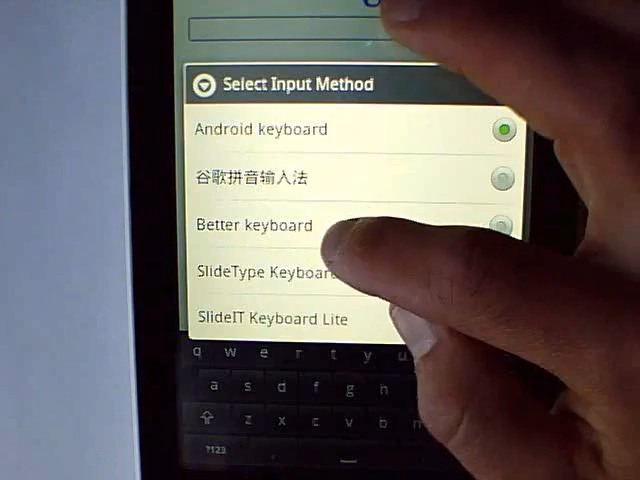 Select Input Method
Android keyboard
谷歌拼音输入法
Better keyboard
SlideType Keyboard
SlideIT Keyboard Lite
q w e r t y u
a s d f g h
z x c v b n
?123 ,